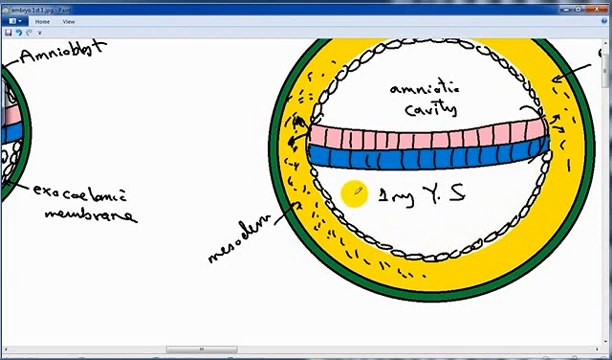 embryo 1st 1.jpg - Paint
Home View
Amnioblast
exocoelomic
membrane
amniotic
cavity
1ry Y. S
mesoderm